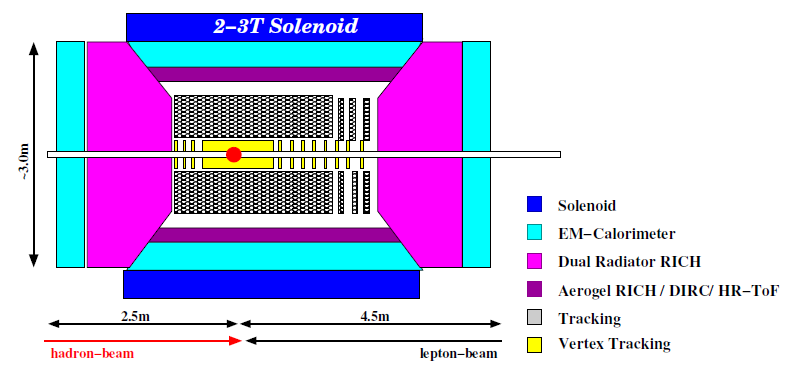 2-3T Solenoid
~3.0m
Solenoid
EM-Calorimeter
Dual Radiator RICH
Aerogel RICH / DIRC/ HR-ToF
Tracking
Vertex Tracking
2.5m
4.5m
hadron-beam
lepton-beam